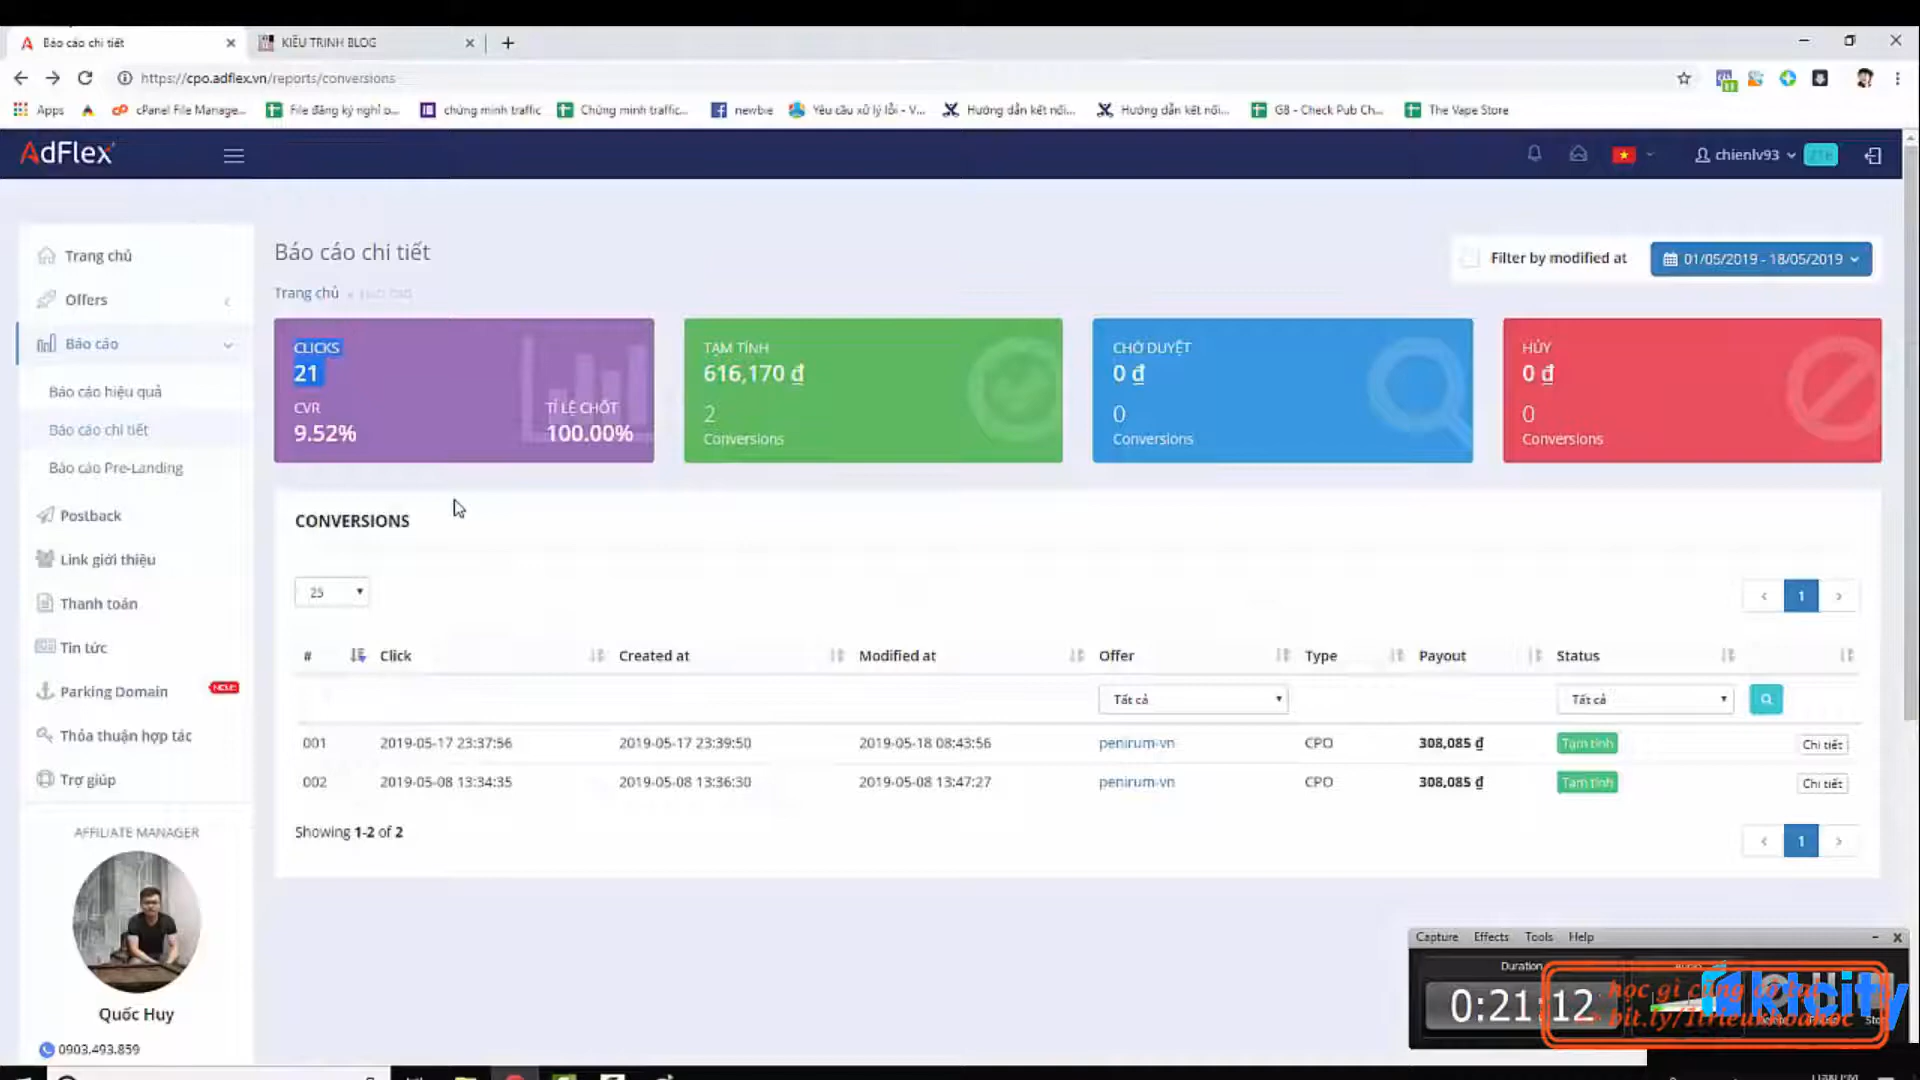 Báo cáo chi tiết
KIỀU TRINH BLOG
https://cpo.adflex.vn/reports/conversions
Apps
cPanel File Manage...
File đăng ký nghỉ o...
chứng minh traffic
Chứng minh traffic...
newbie
Yêu cầu xử lý lỗi - V...
Hướng dẫn kết nối...
Hướng dẫn kết nối...
G8 - Check Pub Ch...
The Vape Store
AdFlex
chienlv93
Trang chủ
Offers
Báo cáo
Báo cáo hiệu quả
Báo cáo chi tiết
Báo cáo Pre-Landing
Postback
Link giới thiệu
Thanh toán
Tin tức
Parking Domain
Thỏa thuận hợp tác
Trợ giúp
AFFILIATE MANAGER
Quốc Huy
0903.493.859
Báo cáo chi tiết
Trang chủ
Filter by modified at
01/05/2019 - 18/05/2019
CLICKS
21
CVR
9.52%
TỈ LỆ CHỐT
100.00%
TẠM TÍNH
616,170 ₫
2
Conversions
CHỜ DUYỆT
0 ₫
0
Conversions
HỦY
0 ₫
0
Conversions
CONVERSIONS
25
1
# Click Created at Modified at Offer Type Payout Status
Tất cả Tất cả
001 2019-05-17 23:37:56 2019-05-17 23:39:50 2019-05-18 08:43:56 penirum-vn CPO 308,085 ₫ Tạm tính Chi tiết
002 2019-05-08 13:34:35 2019-05-08 13:36:30 2019-05-08 13:47:27 penirum-vn CPO 308,085 ₫ Tạm tính Chi tiết
Showing 1-2 of 2
1
Capture Effects Tools Help
Duration
0:21:12
học gì cũng có tại
bit.ly/1trieukhoahoc
ktcity